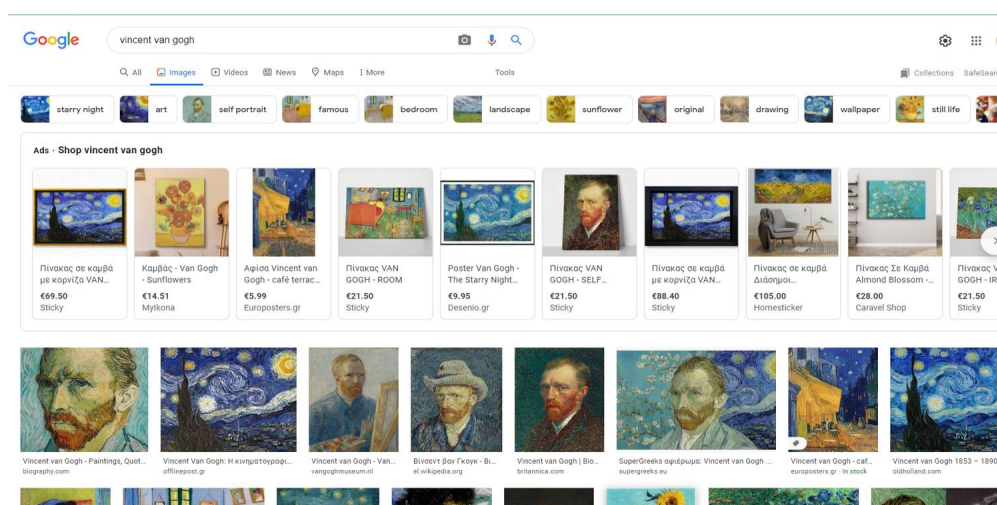 Google
vincent van gogh
All Images Videos News Maps More Tools
Collections SafeSear
starry night art self portrait famous bedroom landscape sunflower original drawing wallpaper still life
Ads · Shop vincent van gogh
Πίνακας σε καμβά με κορνίζα VAN...
€69.50
Sticky
Καμβάς - Van Gogh - Sunflowers
€14.51
MyIkona
Αφίσα Vincent van Gogh - café terrac...
€5.99
Europosters.gr
Πίνακας VAN GOGH - ROOM
€21.50
Sticky
Poster Van Gogh - The Starry Night...
€9.95
Desenio.gr
Πίνακας VAN GOGH - SELF...
€21.50
Sticky
Πίνακας σε καμβά με κορνίζα VAN...
€88.40
Sticky
Πίνακας σε καμβά Διάσημοι...
€105.00
Homesticker
Πίνακας Σε Καμβά Almond Blossom -...
€28.00
Caravel Shop
Πίνακας V
GOGH - IR
€21.50
Sticky
Vincent van Gogh - Paintings, Quot...
biography.com
Vincent Van Gogh: Η κινηματογραφι...
offlinepost.gr
Vincent van Gogh - Van...
vangoghmuseum.nl
Βίνσεντ βαν Γκογκ - Βι...
el.wikipedia.org
Vincent van Gogh | Bio...
britannica.com
SuperGreeks αφιέρωμα: Vincent van Gogh ...
supergreeks.eu
Vincent van Gogh - caf...
europosters.gr · In stock
Vincent van Gogh 1853 – 1890
oldholland.com